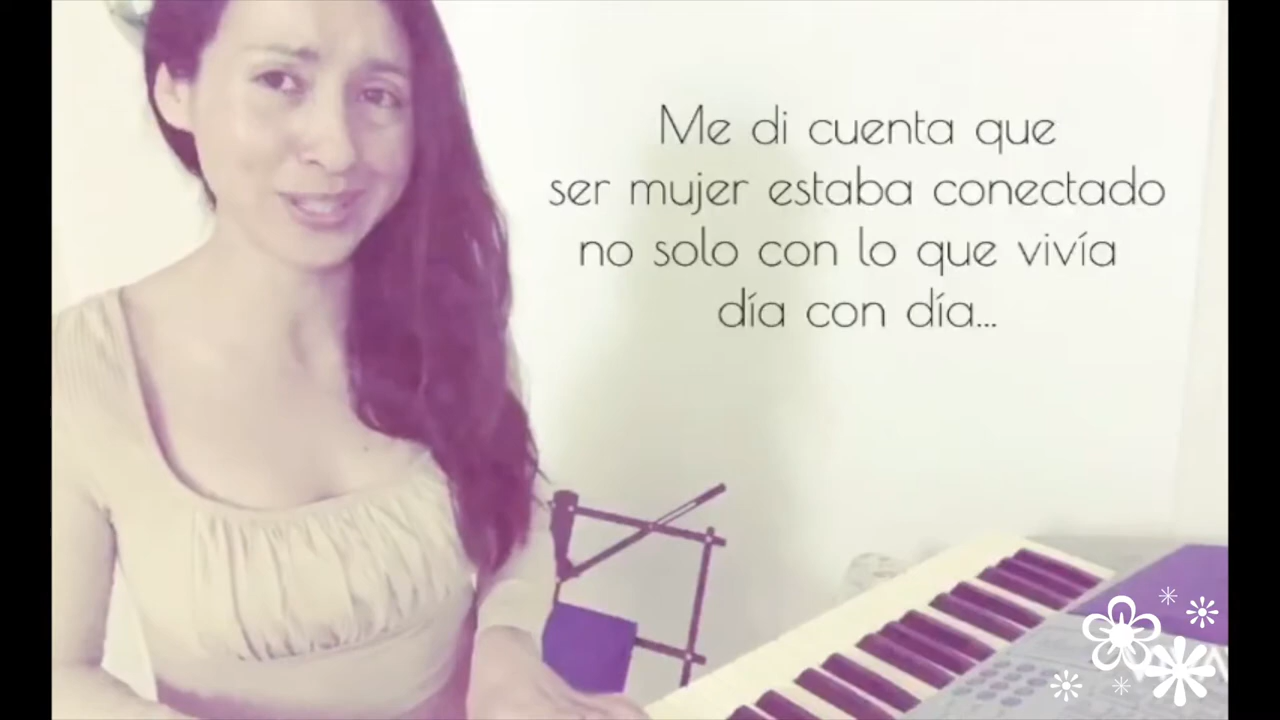 Me di cuenta que
ser mujer estaba conectado
no solo con lo que vivía
día con día...